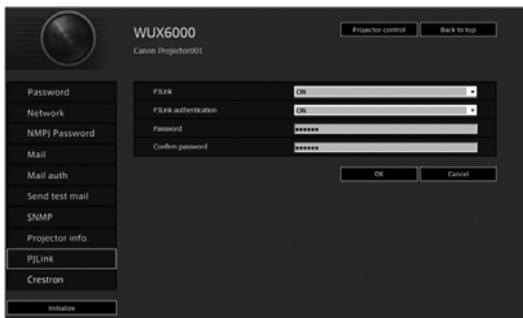 WUX6000
Canon Projector001
Projector control
Back to top
Password
Network
NMPJ Password
Mail
Mail auth
Send test mail
SNMP
Projector info.
PJLink
Crestron
Initialize
PJLink
ON
PJLink authentication
ON
Password
●●●●●●
Confirm password
●●●●●●
OK
Cancel